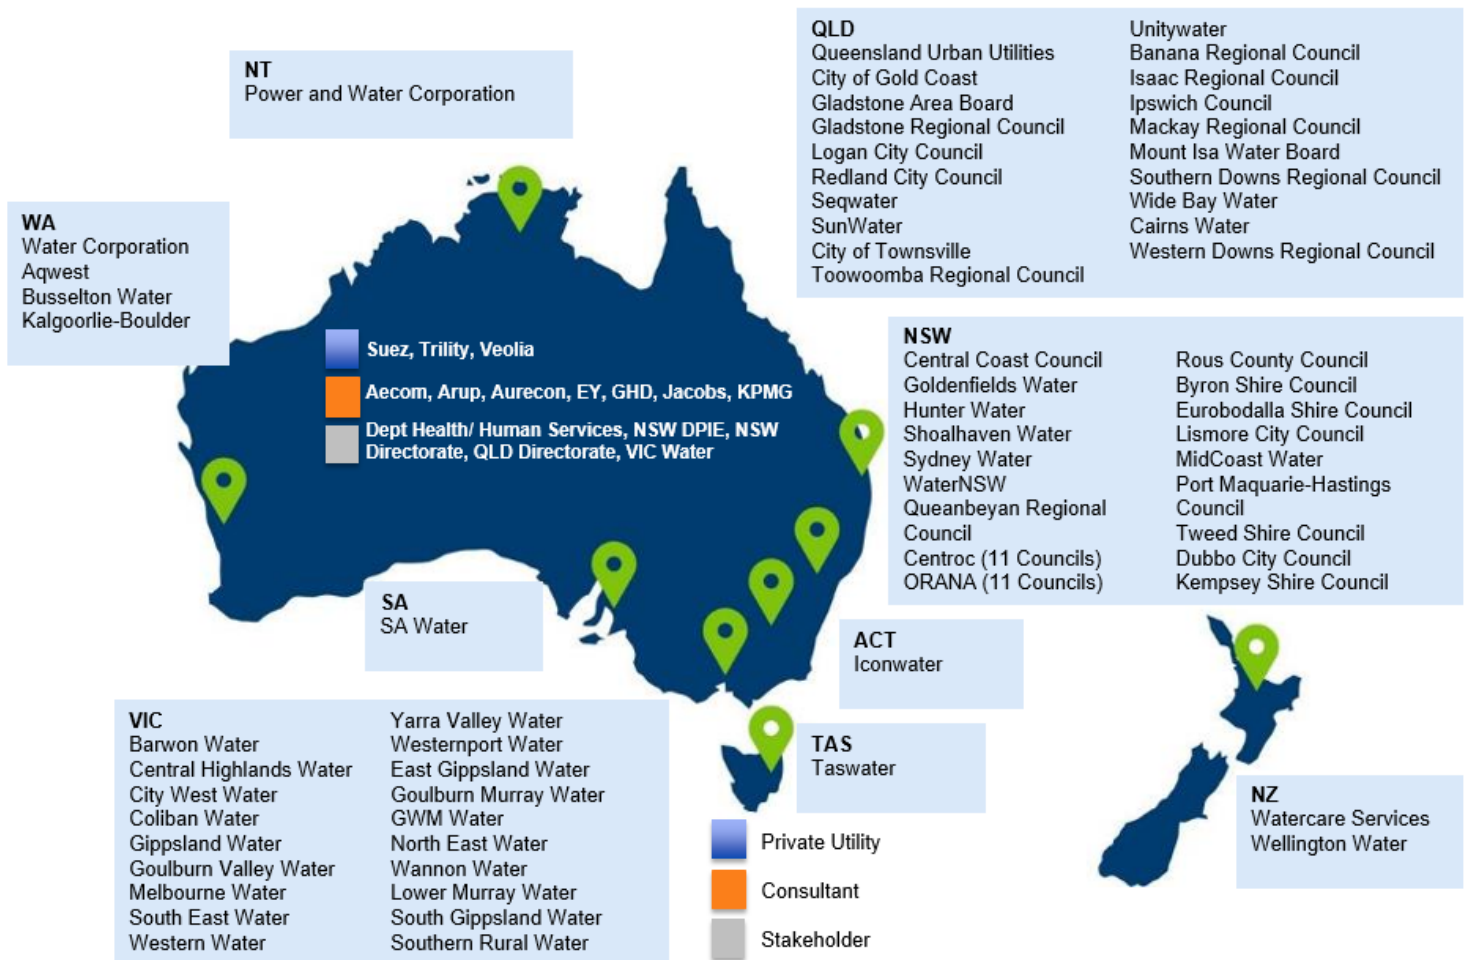 NT
Power and Water Corporation
QLD
Queensland Urban Utilities
City of Gold Coast
Gladstone Area Board
Gladstone Regional Council
Logan City Council
Redland City Council
Seqwater
SunWater
City of Townsville
Toowoomba Regional Council
Unitywater
Banana Regional Council
Isaac Regional Council
Ipswich Council
Mackay Regional Council
Mount Isa Water Board
Southern Downs Regional Council
Wide Bay Water
Cairns Water
Western Downs Regional Council
WA
Water Corporation
Aqwest
Busselton Water
Kalgoorlie-Boulder
Suez, Trility, Veolia
Aecom, Arup, Aurecon, EY, GHD, Jacobs, KPMG
Dept Health/ Human Services, NSW DPIE, NSW
Directorate, QLD Directorate, VIC Water
NSW
Central Coast Council
Goldenfields Water
Hunter Water
Shoalhaven Water
Sydney Water
WaterNSW
Queanbeyan Regional
Council
Centroc (11 Councils)
ORANA (11 Councils)
Rous County Council
Byron Shire Council
Eurobodalla Shire Council
Lismore City Council
MidCoast Water
Port Maquarie-Hastings
Council
Tweed Shire Council
Dubbo City Council
Kempsey Shire Council
SA
SA Water
ACT
Iconwater
VIC
Barwon Water
Central Highlands Water
City West Water
Coliban Water
Gippsland Water
Goulburn Valley Water
Melbourne Water
South East Water
Western Water
Yarra Valley Water
Westernport Water
East Gippsland Water
Goulburn Murray Water
GWM Water
North East Water
Wannon Water
Lower Murray Water
South Gippsland Water
Southern Rural Water
TAS
Taswater
NZ
Watercare Services
Wellington Water
Private Utility
Consultant
Stakeholder